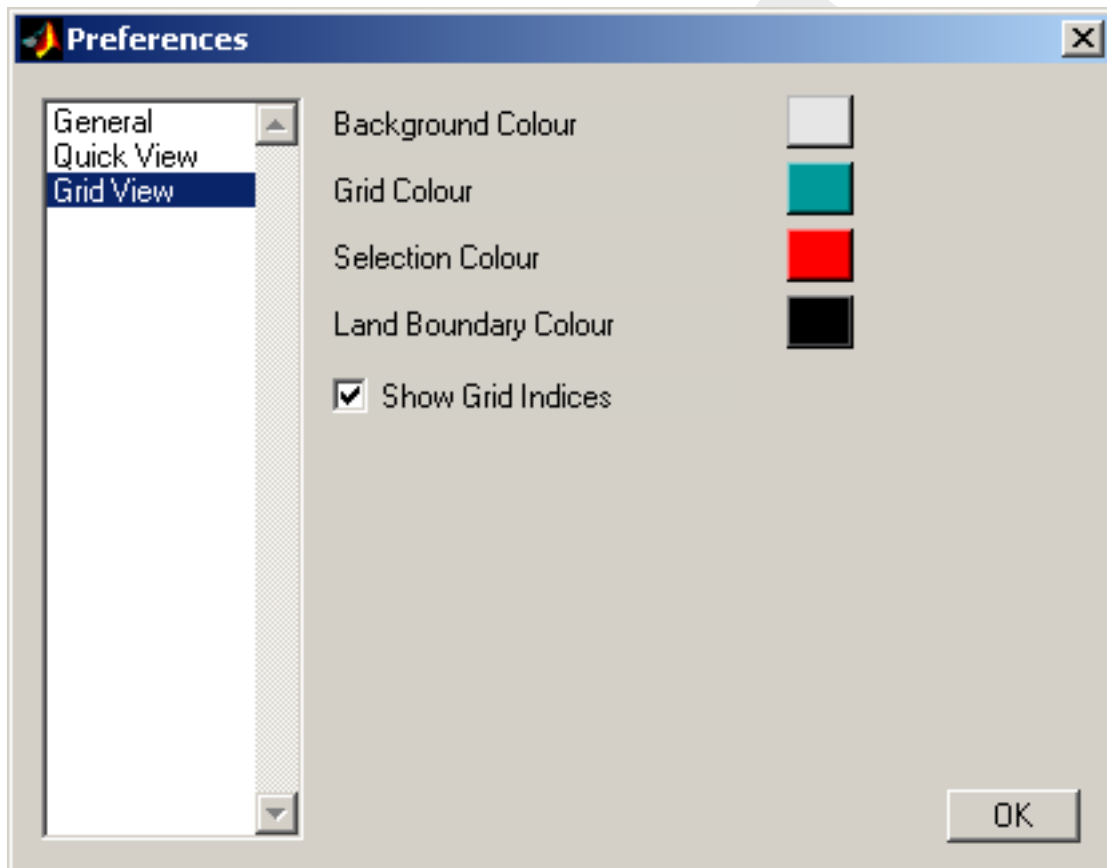 Preferences
General
Quick View
Grid View
Background Colour
Grid Colour
Selection Colour
Land Boundary Colour
Show Grid Indices
OK